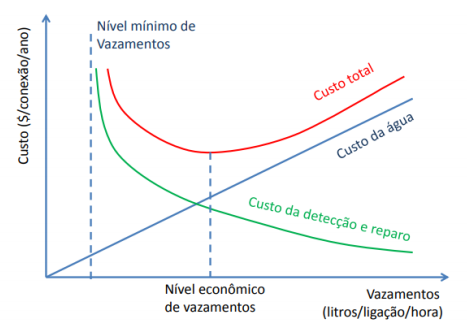 Nível mínimo de
Vazamentos
Custo ($/conexão/ano)
Custo total
Custo da água
Custo da detecção e reparo
Nível econômico
de vazamentos
Vazamentos
(litros/ligação/hora)